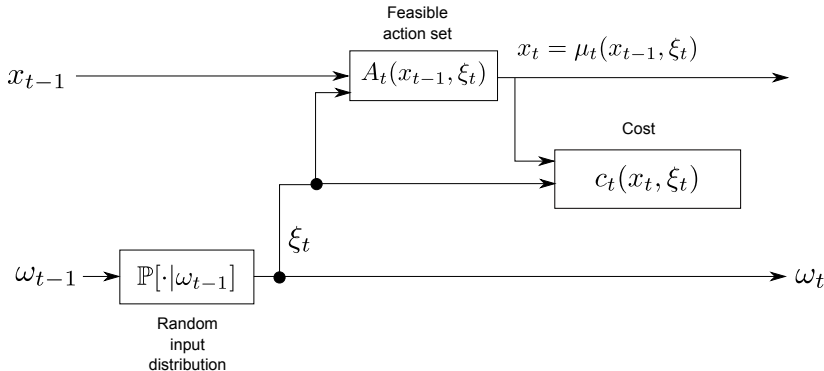 Feasible
action set
x_{t−1}
A_t(x_{t−1}, ξ_t)
x_t = μ_t(x_{t−1}, ξ_t)
Cost
c_t(x_t, ξ_t)
ξ_t
ω_{t−1}
ℙ[·|ω_{t−1}]
ω_t
Random
input
distribution